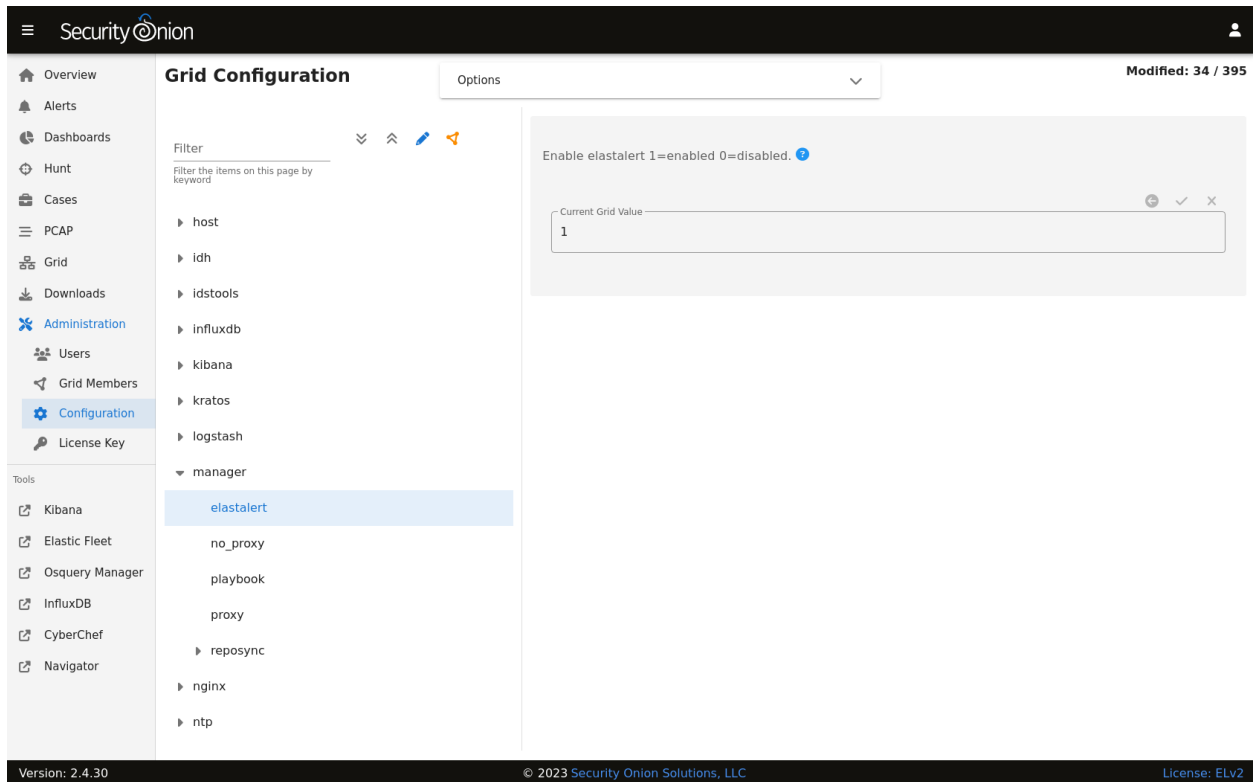 Security Onion
Overview
Alerts
Dashboards
Hunt
Cases
PCAP
Grid
Downloads
Administration
Users
Grid Members
Configuration
License Key
Tools
Kibana
Elastic Fleet
Osquery Manager
InfluxDB
CyberChef
Navigator
Grid Configuration
Options
Modified: 34 / 395
Filter
Filter the items on this page by
keyword
host
idh
idstools
influxdb
kibana
kratos
logstash
manager
elastalert
no_proxy
playbook
proxy
reposync
nginx
ntp
Enable elastalert 1=enabled 0=disabled. ?
Current Grid Value
1
Version: 2.4.30
© 2023 Security Onion Solutions, LLC
License: ELv2